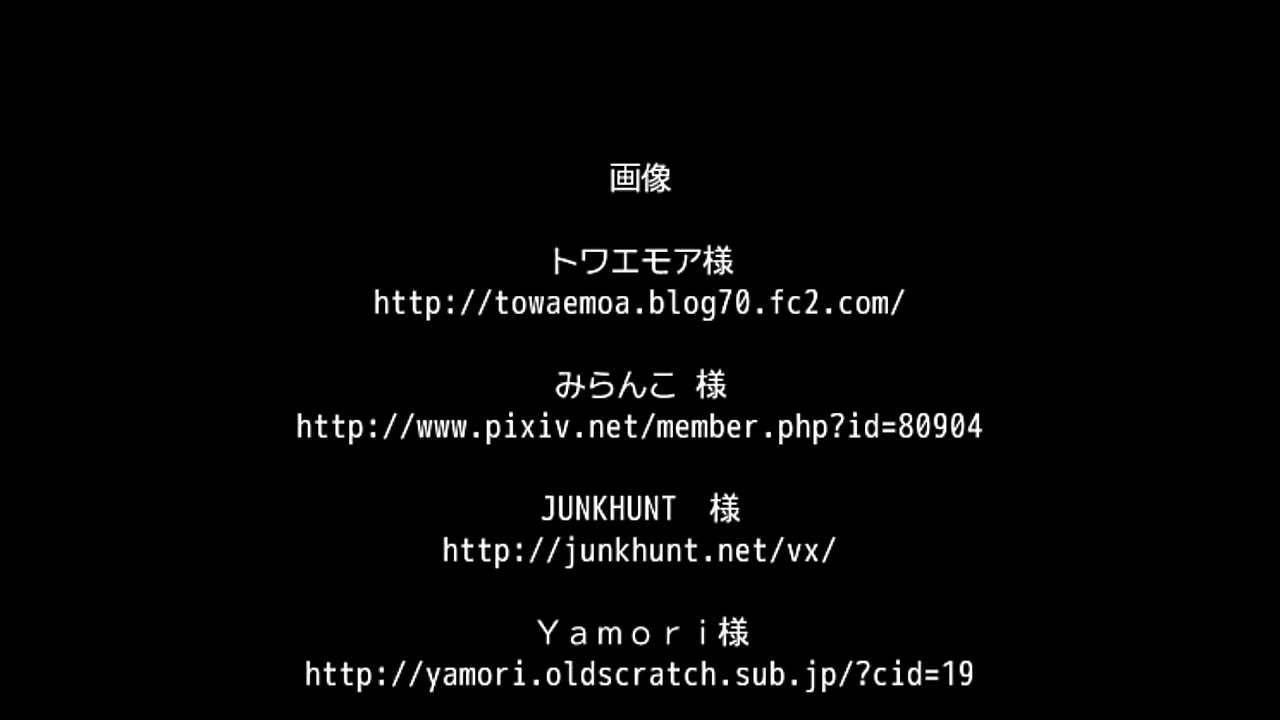 画像
トワエモア様
http://towaemoa.blog70.fc2.com/
みらんこ 様
http://www.pixiv.net/member.php?id=80904
JUNKHUNT　様
http://junkhunt.net/vx/
Ｙａｍｏｒｉ様
http://yamori.oldscratch.sub.jp/?cid=19